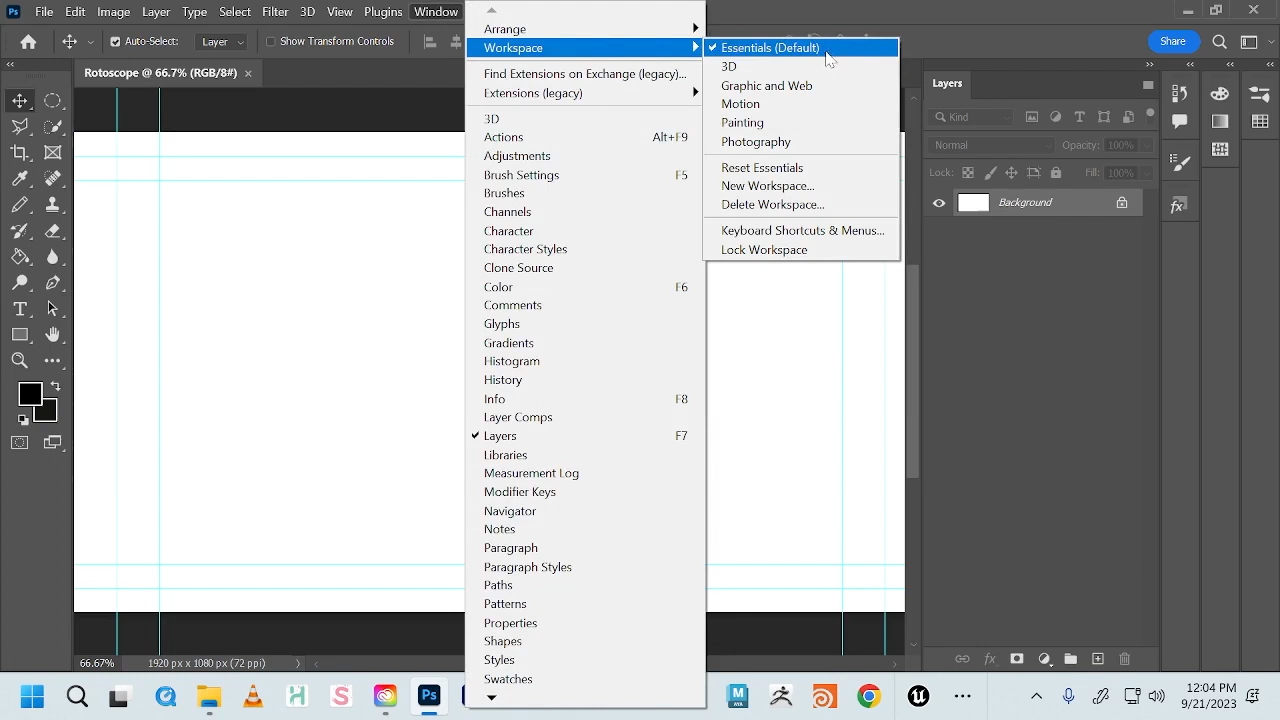 Ps File Edit Image Layer Type Select Filter 3D View Plugins Window
Auto-Select: Layer Show Transform Controls
Share
Rotoscope @ 66.7% (RGB/8#)
Arrange
Workspace
Find Extensions on Exchange (legacy)...
Extensions (legacy)
3D
Actions Alt+F9
Adjustments
Brush Settings F5
Brushes
Channels
Character
Character Styles
Clone Source
Color F6
Comments
Glyphs
Gradients
Histogram
History
Info F8
Layer Comps
Layers F7
Libraries
Measurement Log
Modifier Keys
Navigator
Notes
Paragraph
Paragraph Styles
Paths
Patterns
Properties
Shapes
Styles
Swatches
Essentials (Default)
3D
Graphic and Web
Motion
Painting
Photography
Reset Essentials
New Workspace...
Delete Workspace...
Keyboard Shortcuts & Menus...
Lock Workspace
Layers
Kind
Normal Opacity: 100%
Lock: Fill: 100%
Background
fx
66.67% 1920 px x 1080 px (72 ppi)
H S Ps M AYA
9/21/2023